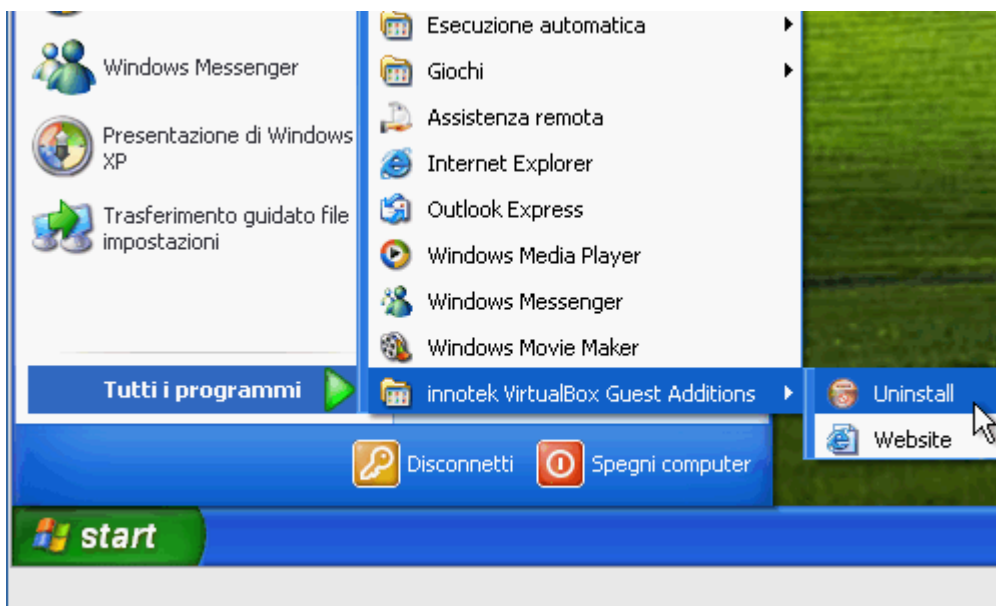 Windows Messenger
Presentazione di Windows
XP
Trasferimento guidato file
impostazioni
Tutti i programmi
Esecuzione automatica
Giochi
Assistenza remota
Internet Explorer
Outlook Express
Windows Media Player
Windows Messenger
Windows Movie Maker
innotek VirtualBox Guest Additions
Uninstall
Website
Disconnetti
Spegni computer
start